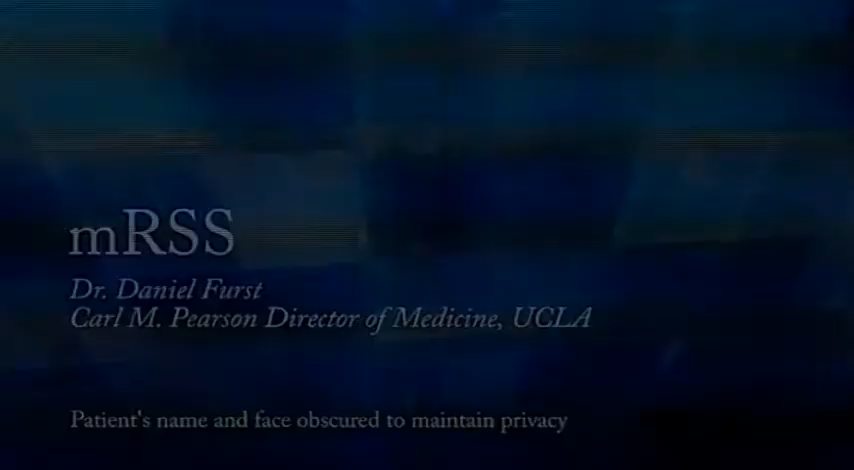 mRSS
Dr. Daniel Furst
Carl M. Pearson Director of Medicine, UCLA
Patient's name and face obscured to maintain privacy